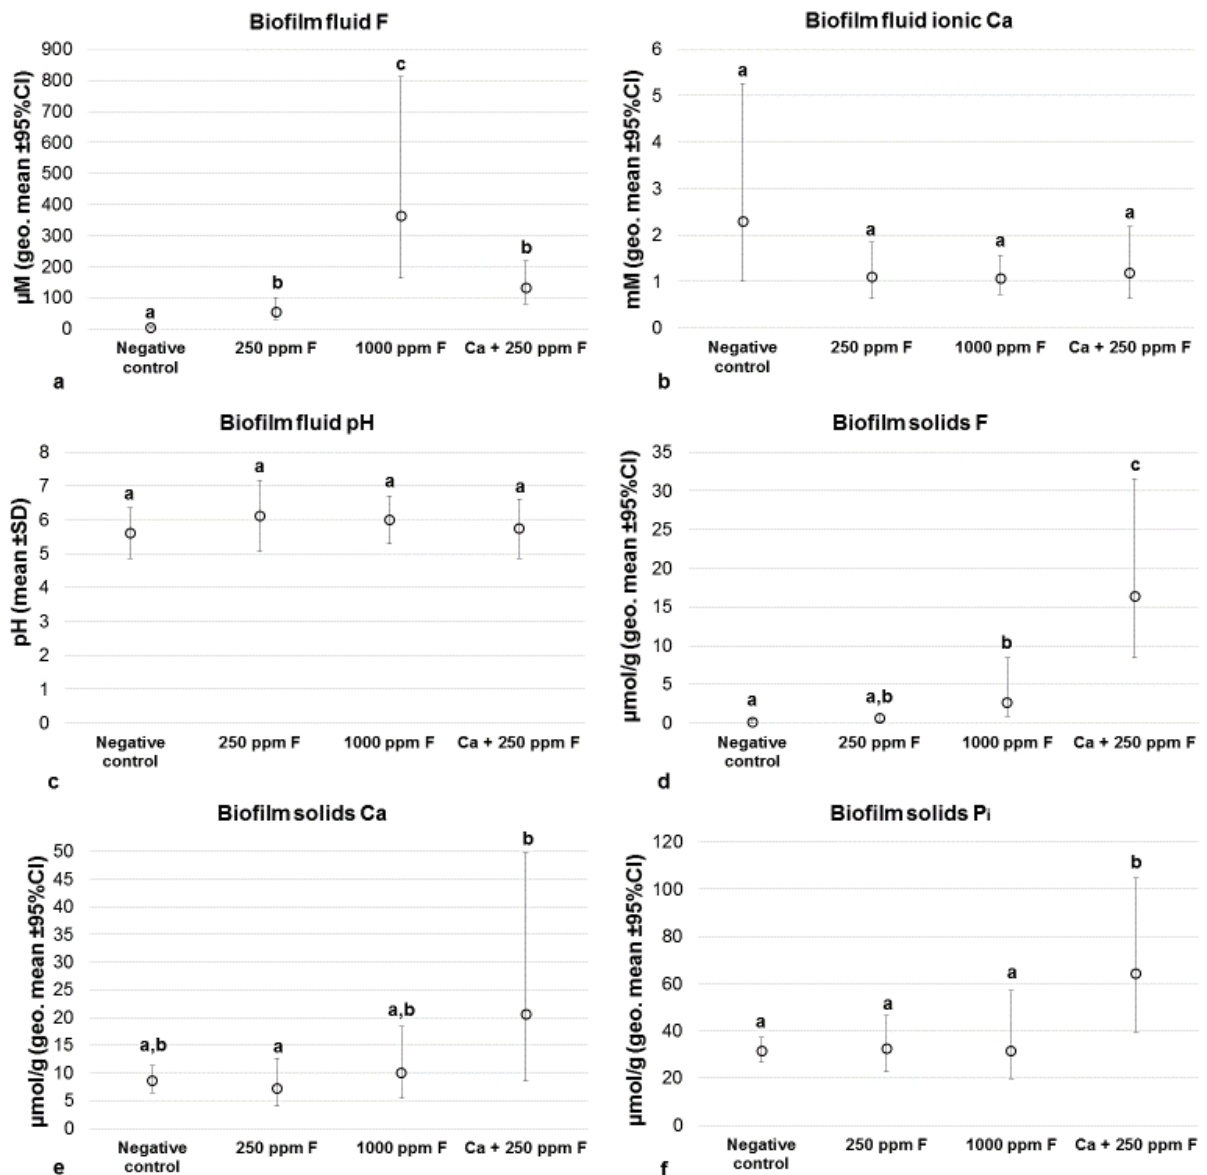 Biofilm fluid F
µM (geo. mean ±95%CI)
900
800
700
600
500
400
300
200
100
0
a
b
c
b
Negative
control
250 ppm F
1000 ppm F
Ca + 250 ppm F
a
Biofilm fluid ionic Ca
mM (geo. mean ±95%CI)
6
5
4
3
2
1
0
a
a
a
a
Negative
control
250 ppm F
1000 ppm F
Ca + 250 ppm F
b
Biofilm fluid pH
pH (mean ±SD)
8
7
6
5
4
3
2
1
0
a
a
a
a
Negative
control
250 ppm F
1000 ppm F
Ca + 250 ppm F
c
Biofilm solids F
µmol/g (geo. mean ±95%CI)
35
30
25
20
15
10
5
0
a
a,b
b
c
Negative
control
250 ppm F
1000 ppm F
Ca + 250 ppm F
d
Biofilm solids Ca
µmol/g (geo. mean ±95%CI)
50
45
40
35
30
25
20
15
10
5
0
a,b
a
a,b
b
Negative
control
250 ppm F
1000 ppm F
Ca + 250 ppm F
e
Biofilm solids Pi
µmol/g (geo. mean ±95%CI)
120
100
80
60
40
20
0
a
a
a
b
Negative
control
250 ppm F
1000 ppm F
Ca + 250 ppm F
f